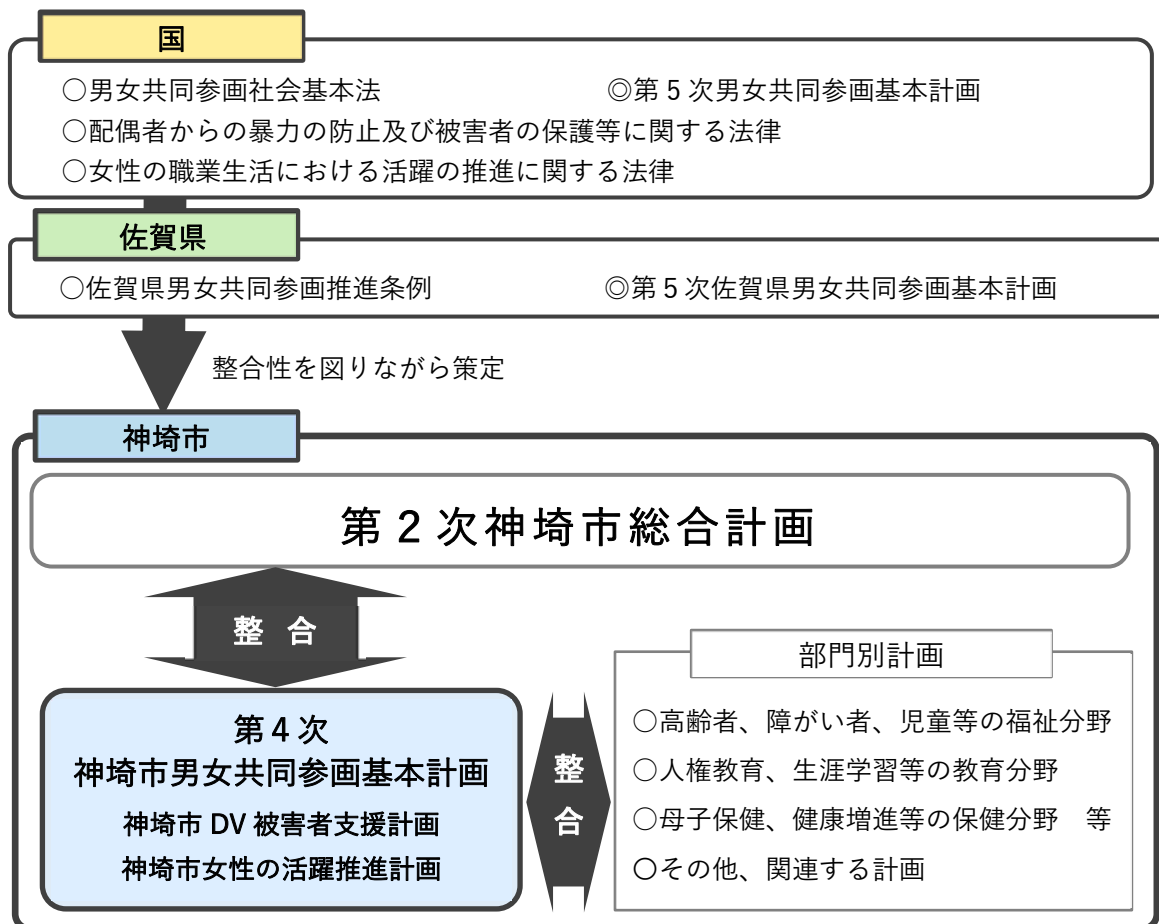 国
○男女共同参画社会基本法　◎第5次男女共同参画基本計画
○配偶者からの暴力の防止及び被害者の保護等に関する法律
○女性の職業生活における活躍の推進に関する法律
佐賀県
○佐賀県男女共同参画推進条例　◎第5次佐賀県男女共同参画基本計画
整合性を図りながら策定
神埼市
第2次神埼市総合計画
整 合
第4次
神埼市男女共同参画基本計画
神埼市 DV 被害者支援計画
神埼市女性の活躍推進計画
整
合
部門別計画
○高齢者、障がい者、児童等の福祉分野
○人権教育、生涯学習等の教育分野
○母子保健、健康増進等の保健分野　等
○その他、関連する計画